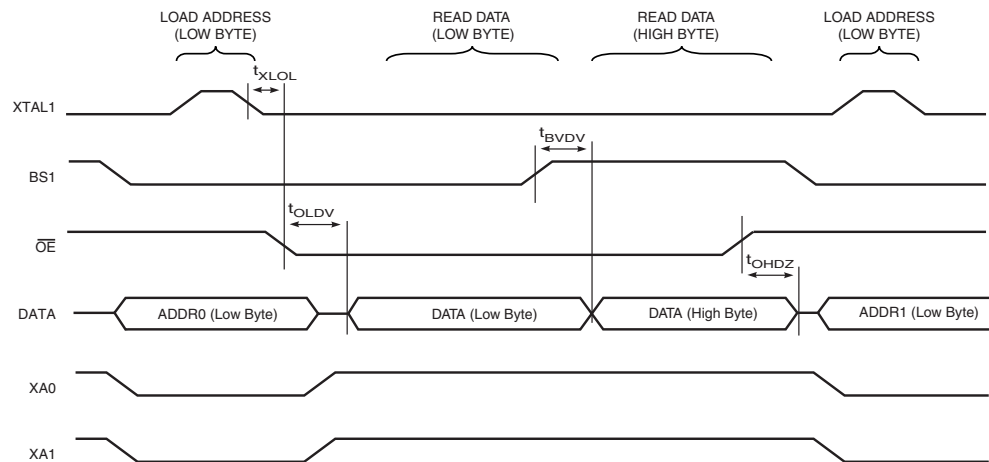 LOAD ADDRESS
(LOW BYTE)
READ DATA
(LOW BYTE)
READ DATA
(HIGH BYTE)
LOAD ADDRESS
(LOW BYTE)
tXLOL
XTAL1
tBVDV
BS1
tOLDV
OE
tOHDZ
DATA
ADDR0 (Low Byte)
DATA (Low Byte)
DATA (High Byte)
ADDR1 (Low Byte)
XA0
XA1